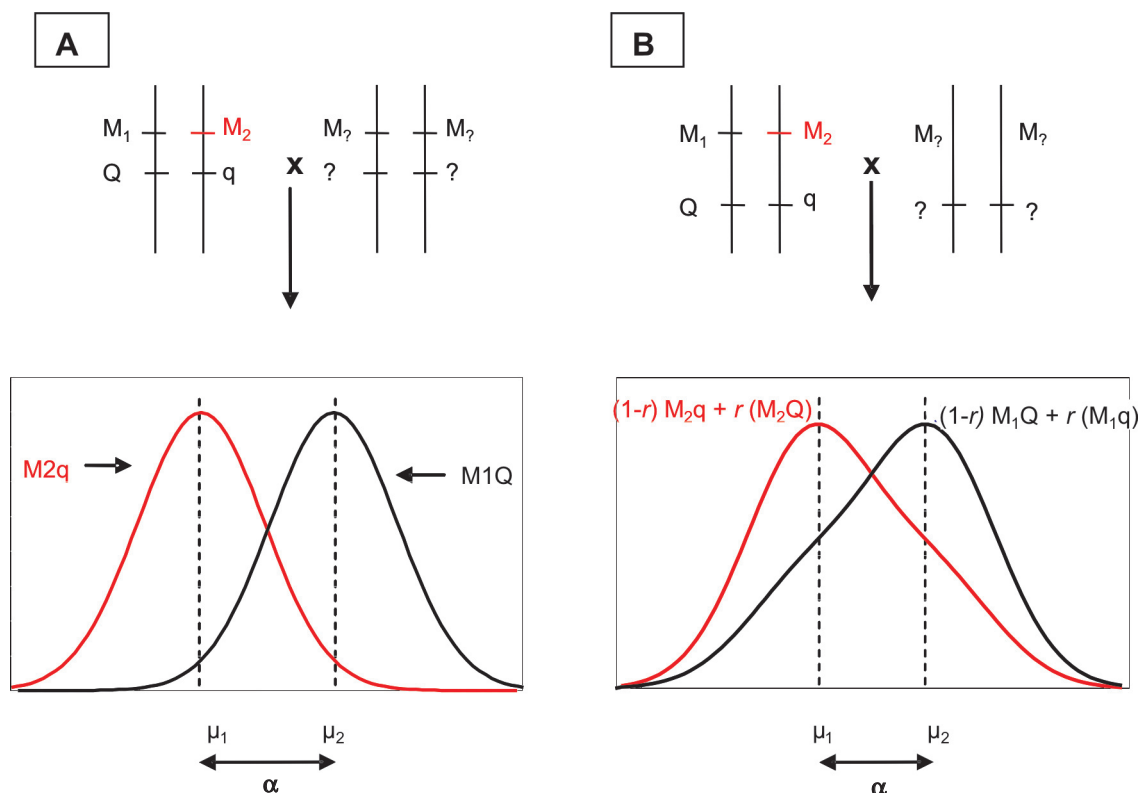 A
B
M₁ M₂ M? M?
Q q x ? ?
M₁ M₂ M? M?
x
Q q ? ?
M2q
M1Q
(1-r) M₂q + r (M₂Q)
(1-r) M₁Q + r (M₁q)
μ₁ μ₂
α
μ₁ μ₂
α